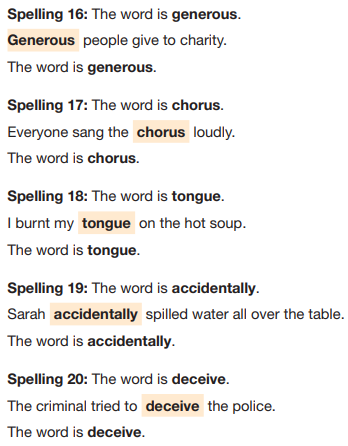 Spelling 16: The word is generous.
Generous people give to charity.
The word is generous.
Spelling 17: The word is chorus.
Everyone sang the chorus loudly.
The word is chorus.
Spelling 18: The word is tongue.
I burnt my tongue on the hot soup.
The word is tongue.
Spelling 19: The word is accidentally.
Sarah accidentally spilled water all over the table.
The word is accidentally.
Spelling 20: The word is deceive.
The criminal tried to deceive the police.
The word is deceive.